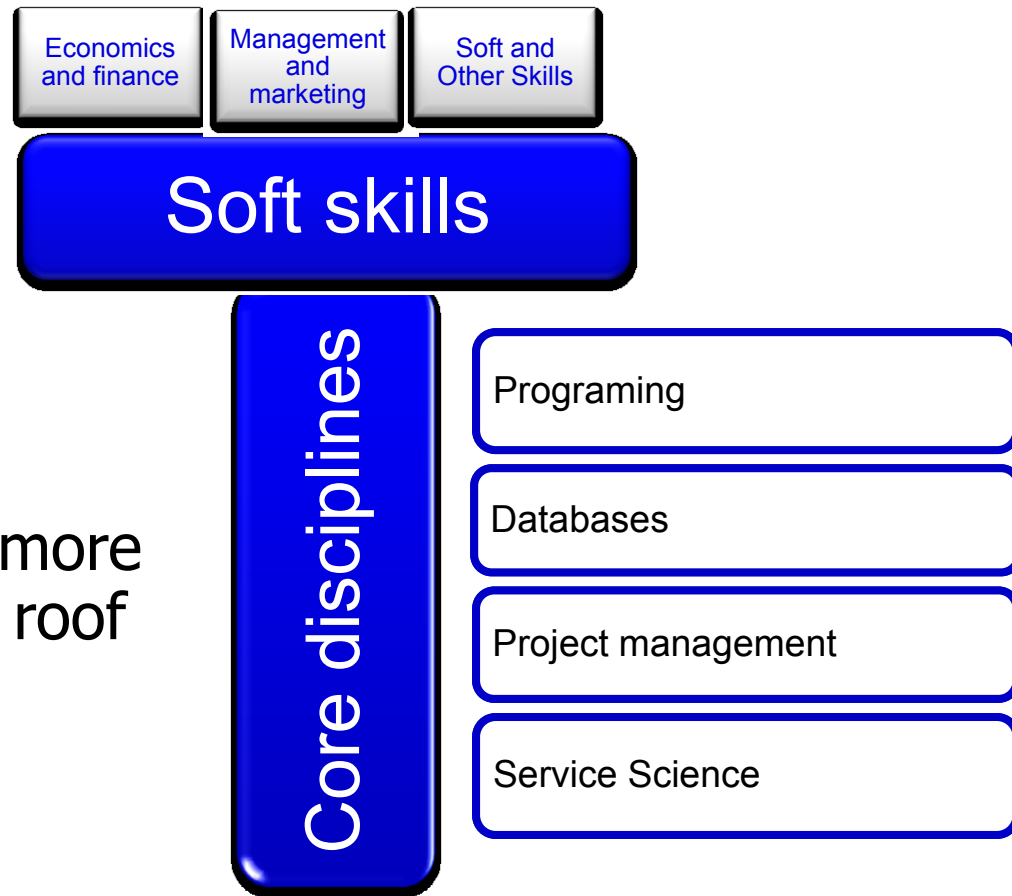 Economics
and finance
Management
and
marketing
Soft and
Other Skills
Soft skills
Core disciplines
more
roof
Programing
Databases
Project management
Service Science